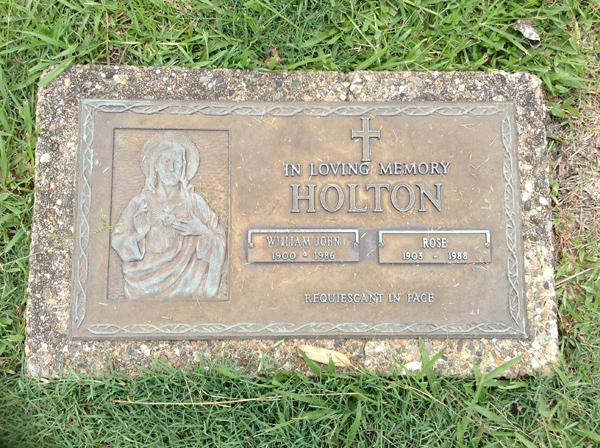 IN LOVING MEMORY
HOLTON
WILLIAM JOHN
1900 - 1986
ROSE
1903 - 1988
REQUIESCANT IN PACE